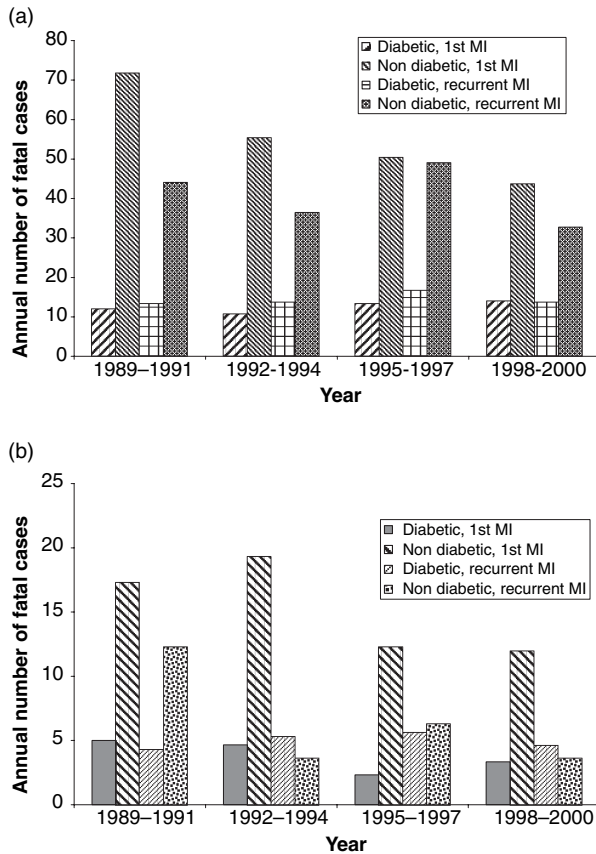 (a)
Diabetic, 1st MI
Non diabetic, 1st MI
Diabetic, recurrent MI
Non diabetic, recurrent MI
Annual number of fatal cases
80
70
60
50
40
30
20
10
0
1989–1991 1992-1994 1995-1997 1998-2000
Year
(b)
Diabetic, 1st MI
Non diabetic, 1st MI
Diabetic, recurrent MI
Non diabetic, recurrent MI
Annual number of fatal cases
25
20
15
10
5
0
1989–1991 1992–1994 1995–1997 1998–2000
Year